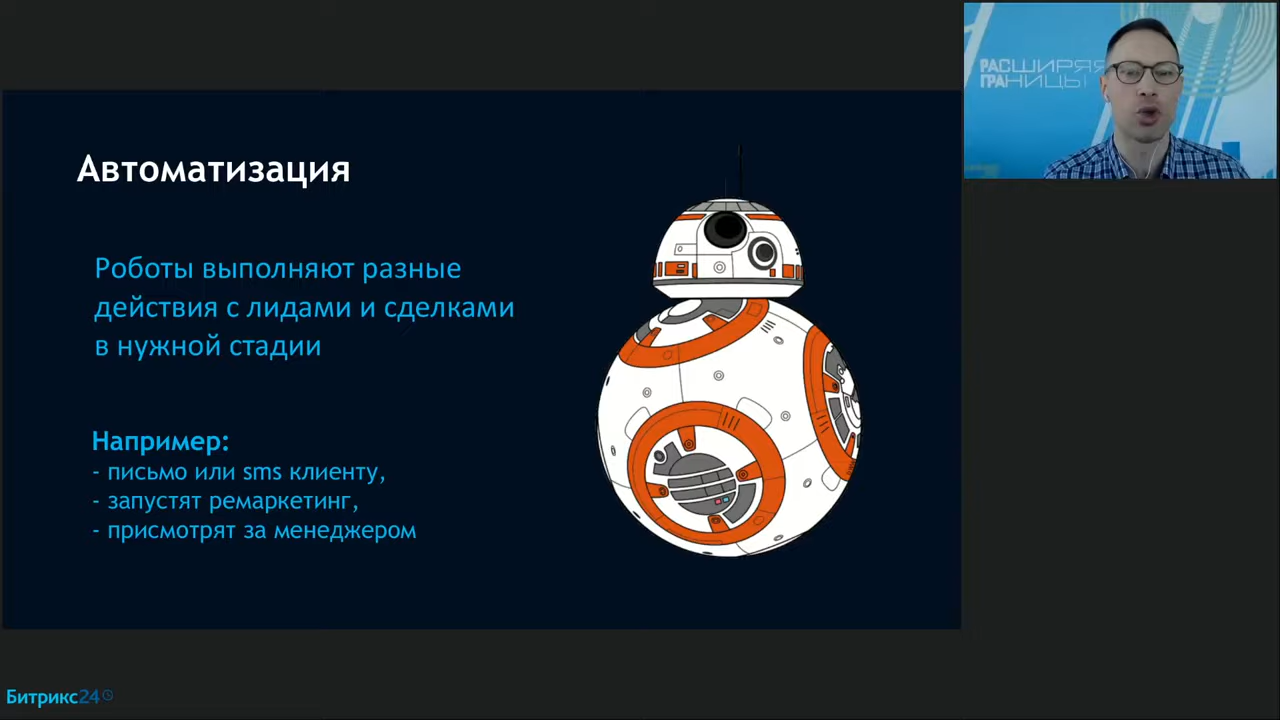 РАСШИРЯЯ
ГРАНИЦЫ
Автоматизация
Роботы выполняют разные
действия с лидами и сделками
в нужной стадии
Например:
- письмо или sms клиенту,
- запустят ремаркетинг,
- присмотрят за менеджером
Битрикс24